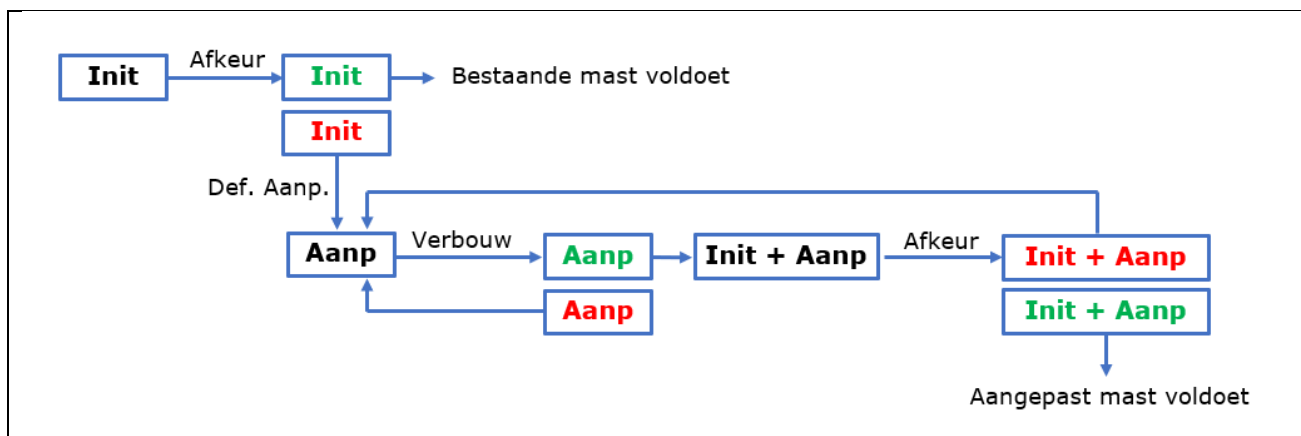 Afkeur
Init
Init
Bestaande mast voldoet
Init
Def. Aanp.
Aanp
Verbouw
Aanp
Init + Aanp
Afkeur
Init + Aanp
Aanp
Init + Aanp
Aangepast mast voldoet